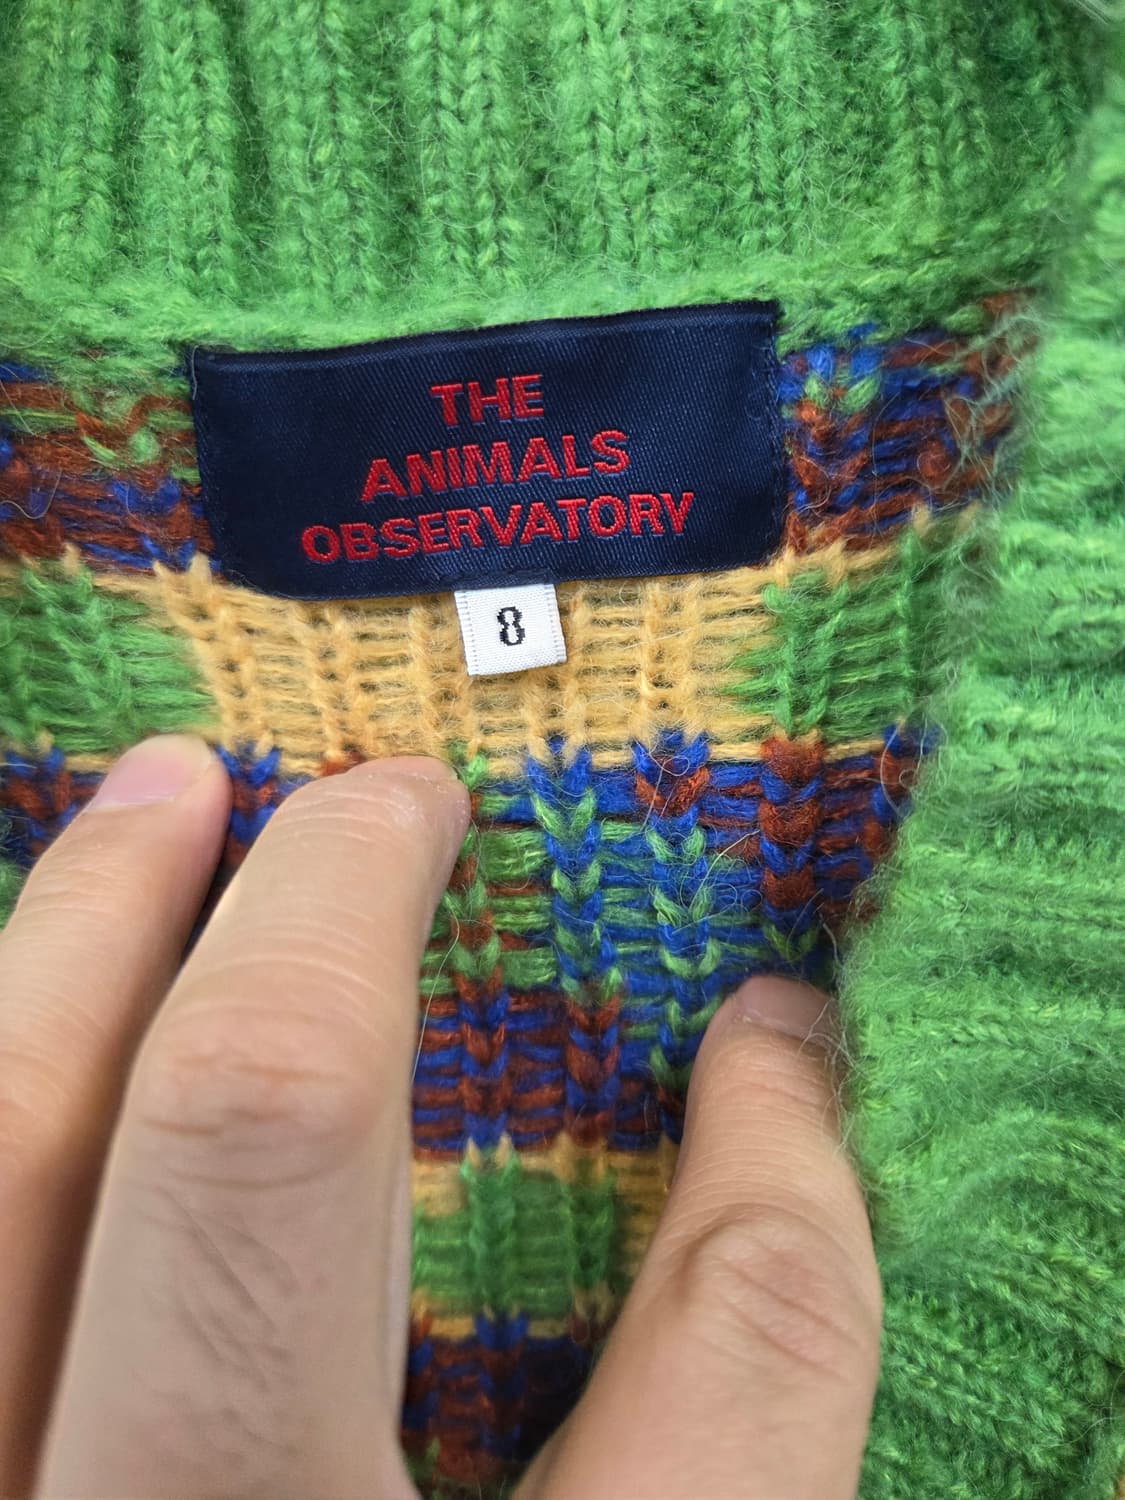 THE
ANIMALS
OBSERVATORY
8